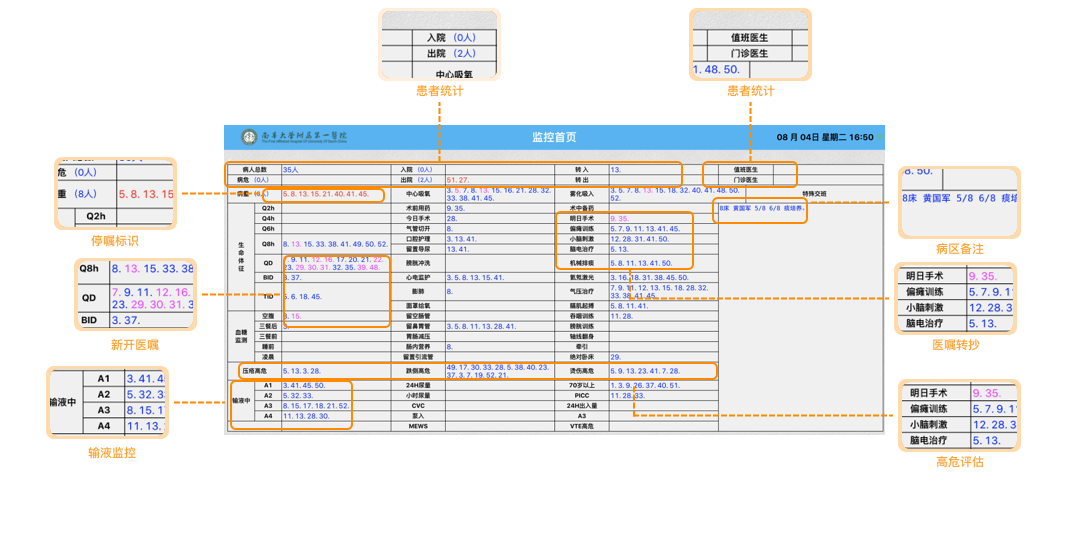 入院 (0人)
出院 (2人)
中心吸氧
患者统计
值班医生
门诊医生
1. 48. 50.
患者统计
南华大学附属第一医院
监控首页
08 月 04日 星期二 16:50
危 (0人)
重 (8人) 5. 8. 13. 15
Q2h
停嘱标识
Q8h 8. 13. 15. 33. 38
QD 7. 9. 11. 12. 16.
23. 29. 30. 31. 3
BID 3. 37.
新开医嘱
A1 3. 41. 4
输液中 A2 5. 32. 3
A3 8. 15. 1
A4 11. 13.
输液监控
病人总数 35人 入院 (0人) 转入 13. 值班医生
病危 (0人) 出院 (2人) 51. 27. 转出 门诊医生
病重 (8人) 5. 8. 13. 15. 21. 40. 41. 45. 中心吸氧 3. 5. 7. 8. 13. 15. 16. 21. 28. 32. 33. 38. 41. 45. 雾化吸入 3. 5. 7. 8. 13. 15. 18. 32. 40. 41. 48. 50. 52. 特殊交班
生命体征 Q2h 术前用药 9. 35. 术中备药 8床 黄国军 5/8 6/8 痰培养.
Q4h 今日手术 28. 明日手术 9. 35.
Q6h 气管切开 8. 偏瘫训练 5. 7. 9. 11. 13. 41. 45.
Q8h 8. 13. 15. 33. 38. 41. 49. 50. 52. 口腔护理 3. 13. 41. 小脑刺激 12. 28. 31. 41. 50.
留置导尿 13. 41. 脑电治疗 5. 13.
QD 7. 9. 11. 12. 16. 17. 20. 21. 22. 23. 29. 30. 31. 32. 35. 39. 48. 膀胱冲洗 机械排痰 5. 8. 11. 13. 41. 50.
BID 3. 37. 心电监护 3. 5. 8. 13. 15. 41. 氦氖激光 3. 16. 18. 31. 38. 45. 50.
TID 5. 6. 18. 45. 膨肺 8. 气压治疗 7. 9. 11. 12. 13. 15. 18. 28. 32. 33. 38. 41. 45.
面罩给氧 膈肌起搏 5. 8. 11. 41.
血糖监测 空腹 8. 15. 留空肠管 吞咽训练 11. 28.
三餐后 3. 留鼻胃管 3. 5. 8. 11. 13. 28. 41. 膀胱训练
三餐前 胃肠减压 轴线翻身
睡前 肠内营养 8. 牵引
凌晨 留置引流管 绝对卧床 29.
压疮高危 5. 13. 3. 28. 跌倒高危 49. 17. 30. 33. 28. 5. 38. 40. 23. 37. 3. 7. 19. 52. 21. 烫伤高危 5. 9. 13. 23. 41. 7. 28.
输液中 A1 3. 41. 45. 50. 24H尿量 70岁以上 1. 3. 9. 26. 37. 40. 51.
A2 5. 32. 33. 小时尿量 PICC 11. 28. 33.
A3 8. 15. 17. 18. 21. 52. CVC 24H出入量
A4 11. 13. 28. 30. 泵入 A3
MEWS VTE高危
8. 50.
8床 黄国军 5/8 6/8 痰培
病区备注
明日手术 9. 35.
偏瘫训练 5. 7. 9. 1
小脑刺激 12. 28. 3
脑电治疗 5. 13.
医嘱转抄
明日手术 9. 35.
偏瘫训练 5. 7. 9. 1
小脑刺激 12. 28. 3
脑电治疗 5. 13.
高危评估